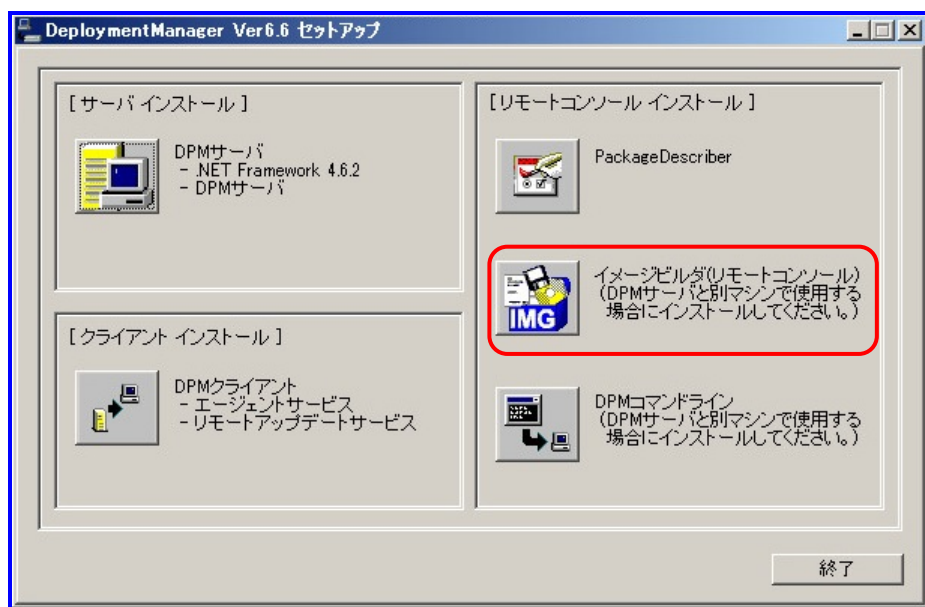 DeploymentManager Ver6.6 セットアップ
[サーバ インストール]
DPMサーバ
- .NET Framework 4.6.2
- DPMサーバ
[クライアント インストール]
DPMクライアント
- エージェントサービス
- リモートアップデートサービス
[リモートコンソール インストール]
PackageDescriber
IMG
イメージビルダ(リモートコンソール)
(DPMサーバと別マシンで使用する
場合にインストールしてください。)
DPMコマンドライン
(DPMサーバと別マシンで使用する
場合にインストールしてください。)
終了